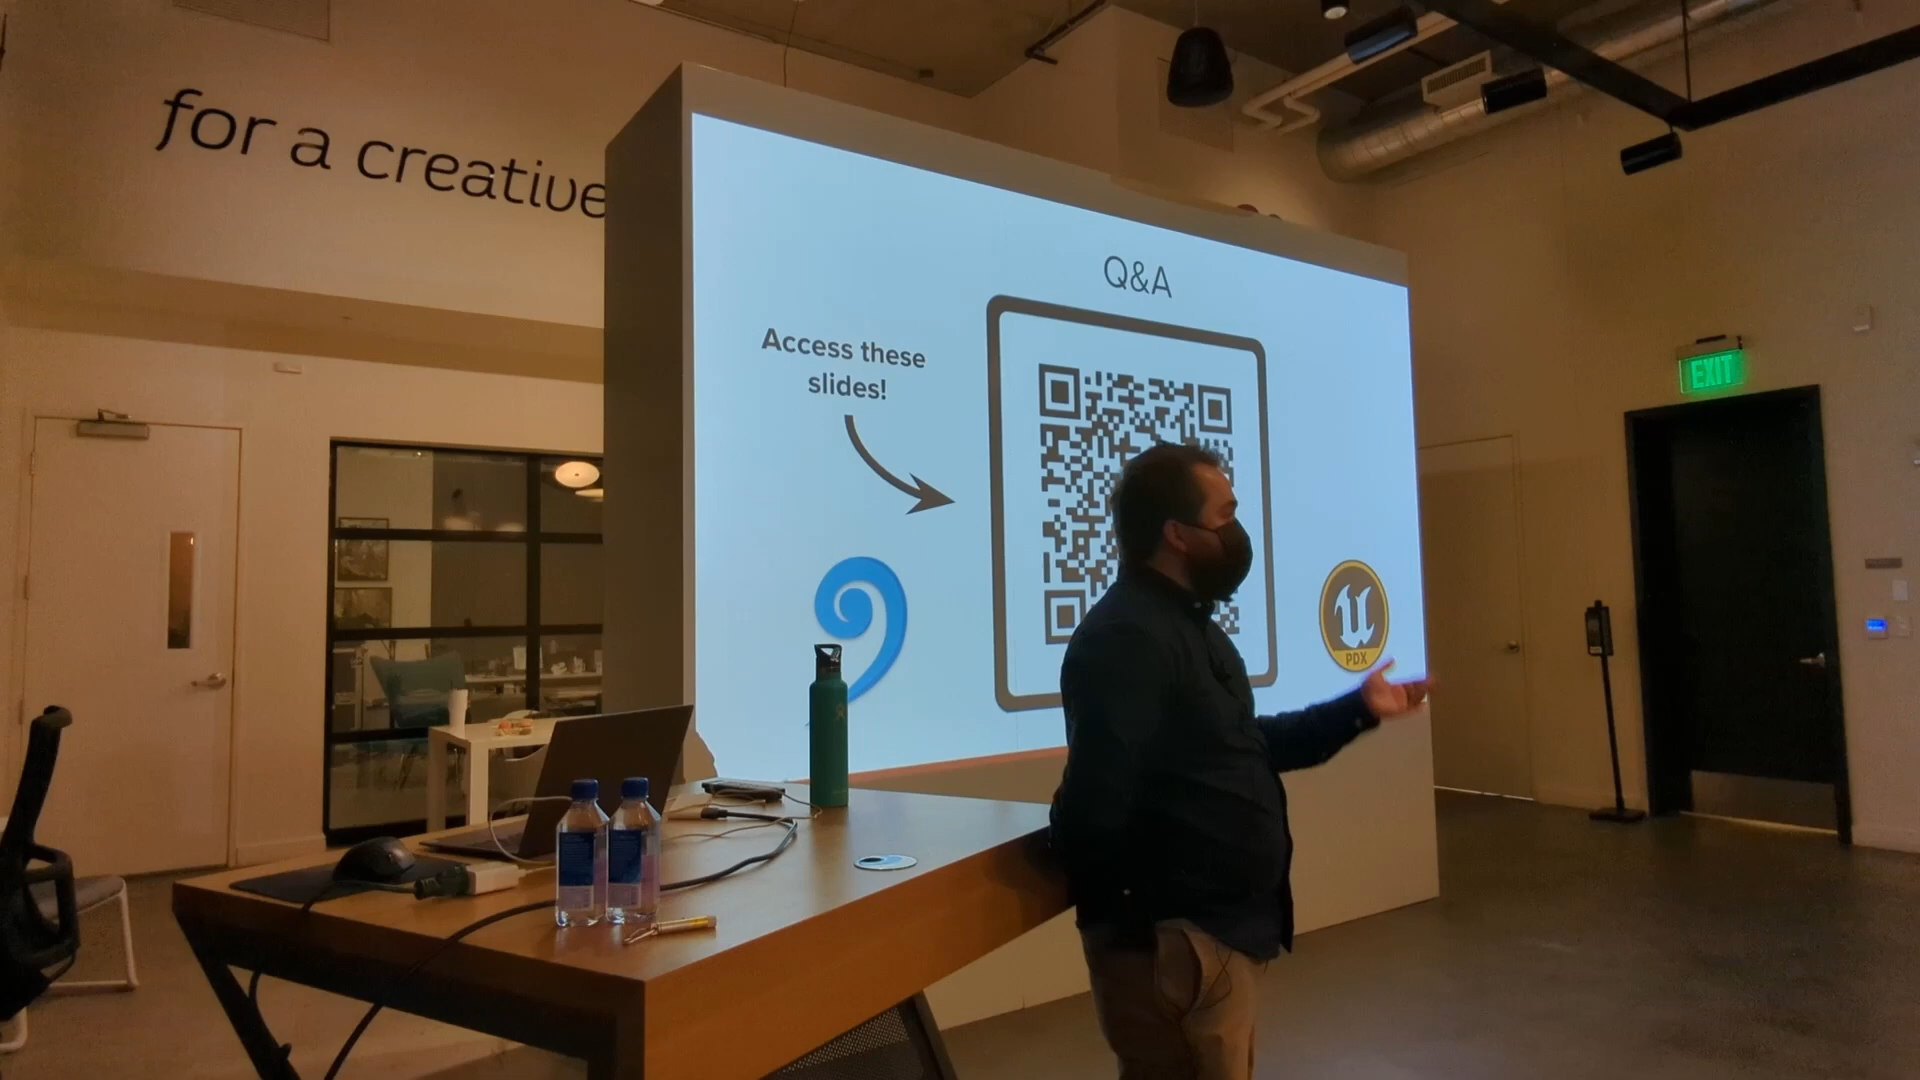 for a creative
Q&A
Access these
slides!
PDX
EXIT